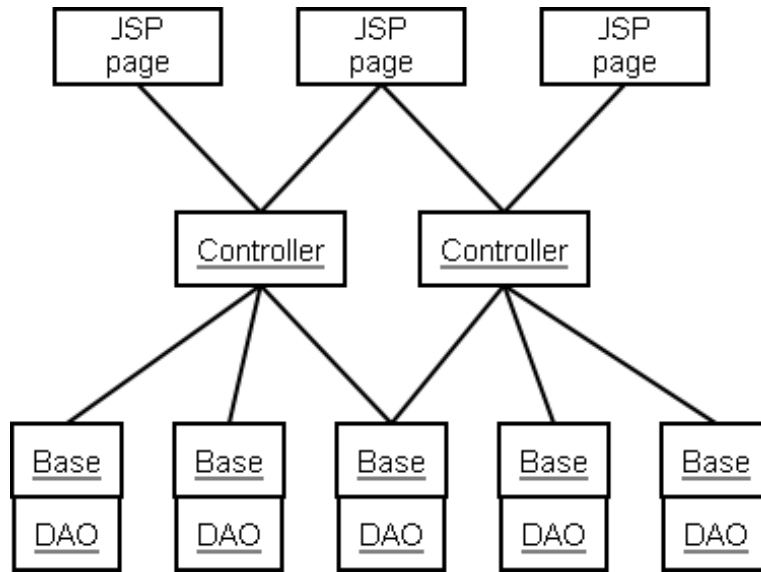 JSP
page
JSP
page
JSP
page
Controller
Controller
Base
Base
Base
Base
Base
DAO
DAO
DAO
DAO
DAO